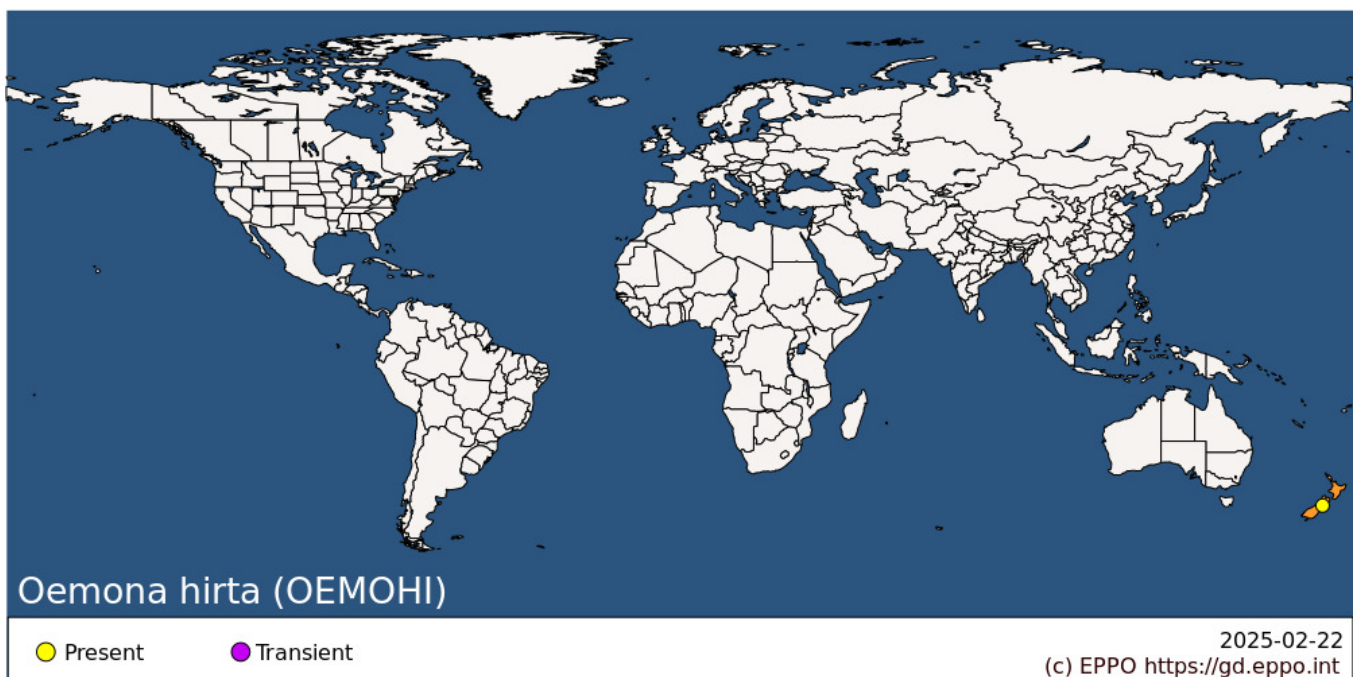 Oemona hirta (OEMOHI)
Present
Transient
2025-02-22
(c) EPPO https://gd.eppo.int